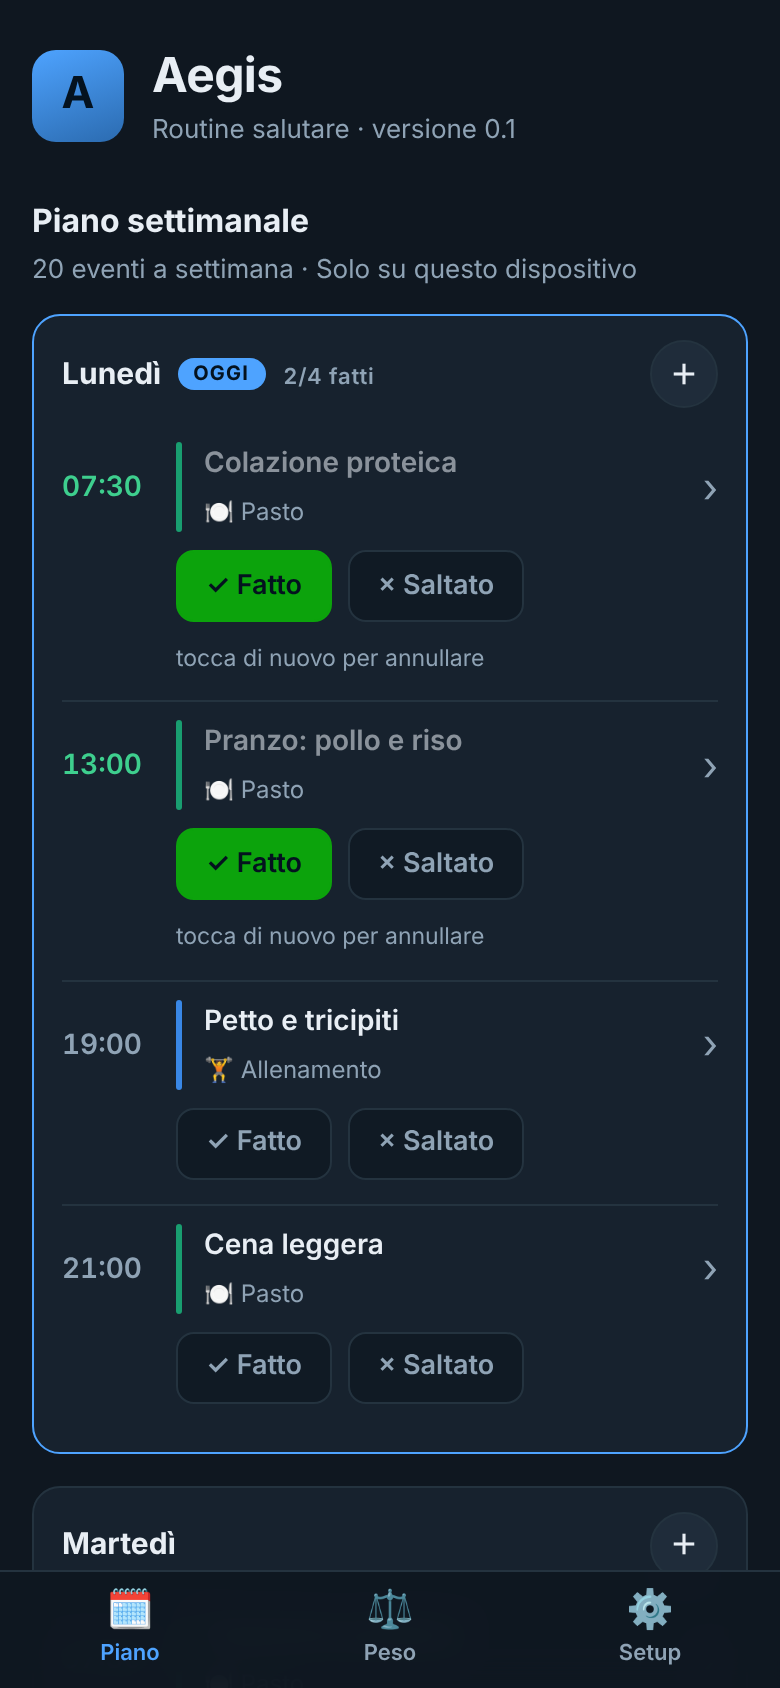 A
Aegis
Routine salutare · versione 0.1
Piano settimanale
20 eventi a settimana · Solo su questo dispositivo
Lunedì OGGI 2/4 fatti +
07:30 Colazione proteica ›
🍽️ Pasto
✓ Fatto × Saltato
tocca di nuovo per annullare
13:00 Pranzo: pollo e riso ›
🍽️ Pasto
✓ Fatto × Saltato
tocca di nuovo per annullare
19:00 Petto e tricipiti ›
🏋️ Allenamento
✓ Fatto × Saltato
21:00 Cena leggera ›
🍽️ Pasto
✓ Fatto × Saltato
Martedì +
Piano Peso Setup